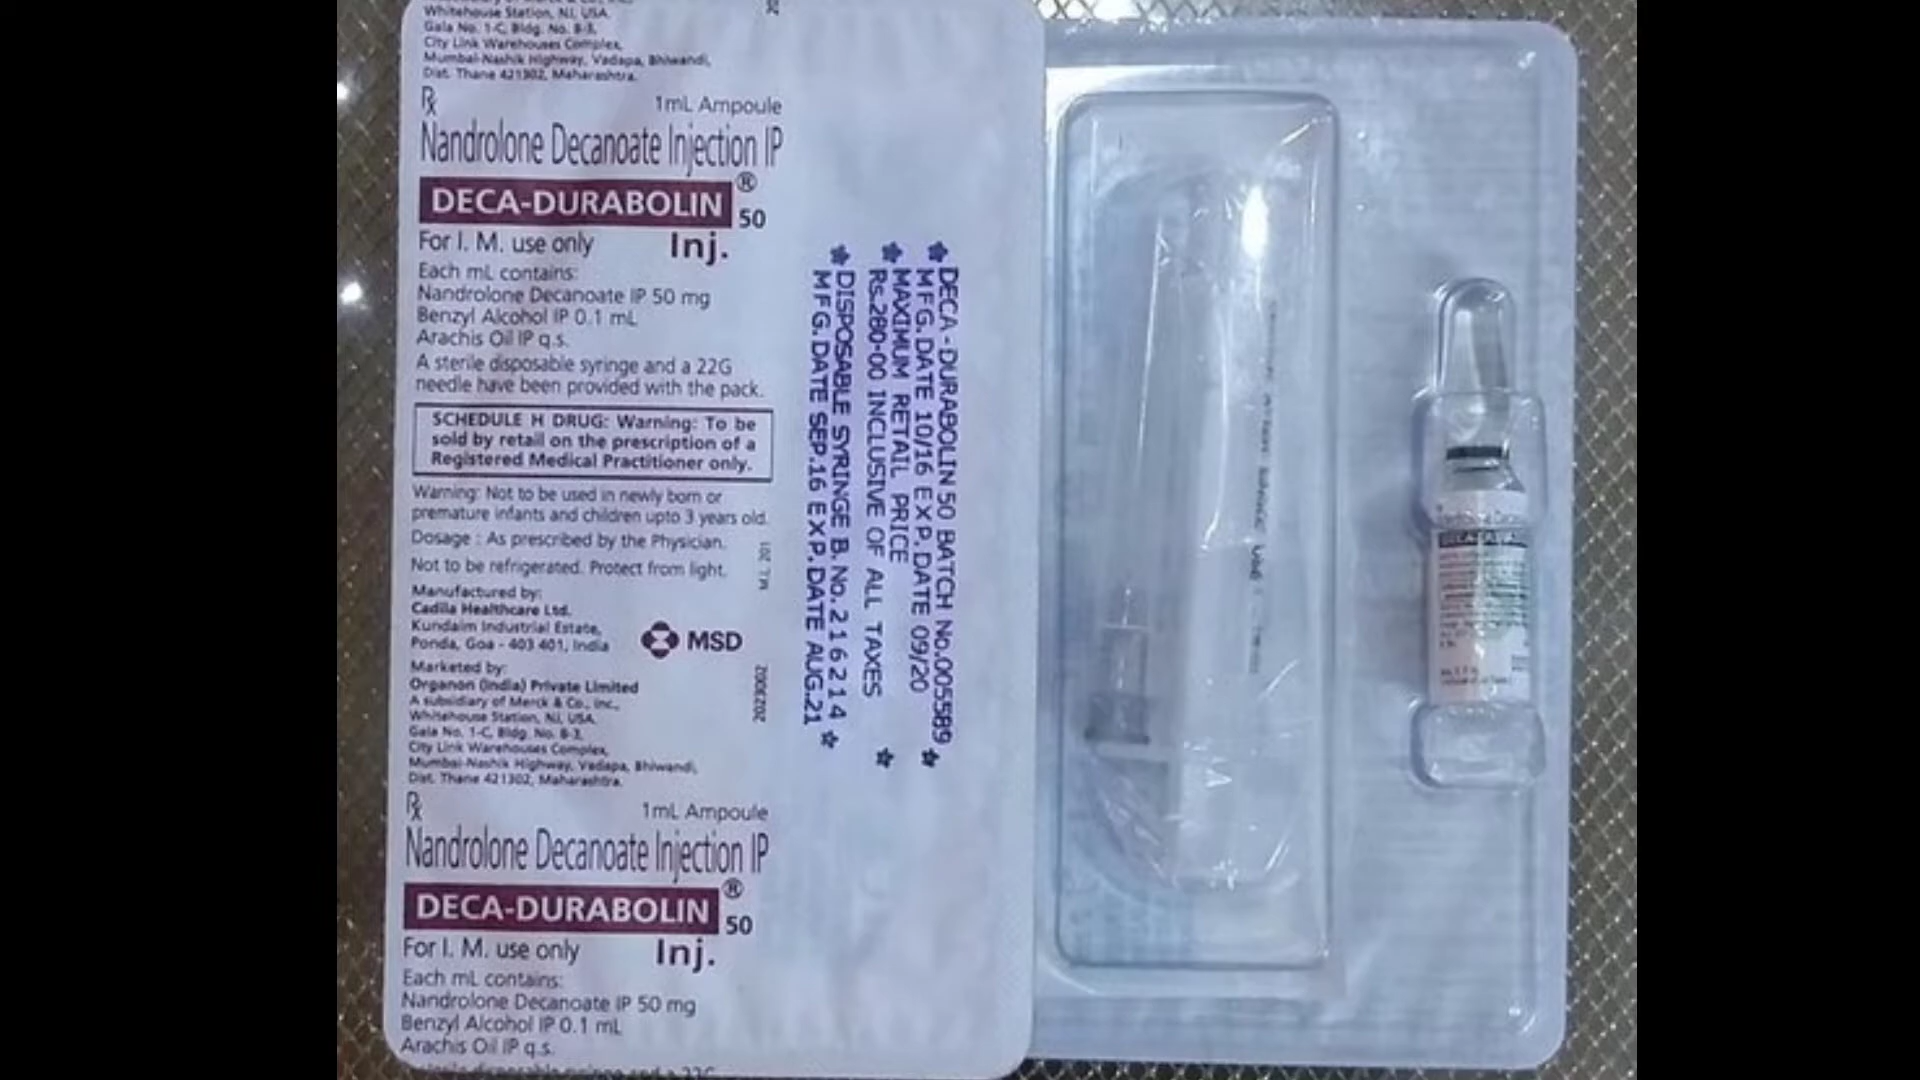 Whitehouse Station, NJ, USA.
Gala No. 1-C, Bldg. No. B-3,
City Link Warehouses Complex,
Mumbai-Nashik Highway, Vadapa, Bhiwandi,
Dist. Thane 421302, Maharashtra.
Rx
1mL Ampoule
Nandrolone Decanoate Injection IP
DECA-DURABOLIN® 50
For I. M. use only Inj.
Each mL contains:
Nandrolone Decanoate IP 50 mg
Benzyl Alcohol IP 0.1 mL
Arachis Oil IP q.s.
A sterile disposable syringe and a 22G
needle have been provided with the pack.
SCHEDULE H DRUG: Warning: To be
sold by retail on the prescription of a
Registered Medical Practitioner only.
Warning: Not to be used in newly born or
premature infants and children upto 3 years old.
Dosage : As prescribed by the Physician.
Not to be refrigerated. Protect from light.
Manufactured by:
Cadila Healthcare Ltd.
Kundaim Industrial Estate,
Ponda, Goa - 403 401, India
MSD
Marketed by:
Organon (India) Private Limited
A subsidiary of Merck & Co., Inc.,
Whitehouse Station, NJ, USA.
Gala No. 1-C, Bldg. No. B-3,
City Link Warehouses Complex,
Mumbai-Nashik Highway, Vadapa, Bhiwandi,
Dist. Thane 421302, Maharashtra.
Rx
1mL Ampoule
Nandrolone Decanoate Injection IP
DECA-DURABOLIN® 50
For I. M. use only Inj.
Each mL contains:
Nandrolone Decanoate IP 50 mg
Benzyl Alcohol IP 0.1 mL
Arachis Oil IP q.s.
DECA-DURABOLIN 50 BATCH No.005589
MFG.DATE 10/16 EXP.DATE 09/20
MAXIMUM RETAIL PRICE
Rs.280-00 INCLUSIVE OF ALL TAXES
DISPOSABLE SYRINGE B.No.216214
MFG.DATE SEP.16 EXP.DATE AUG.21